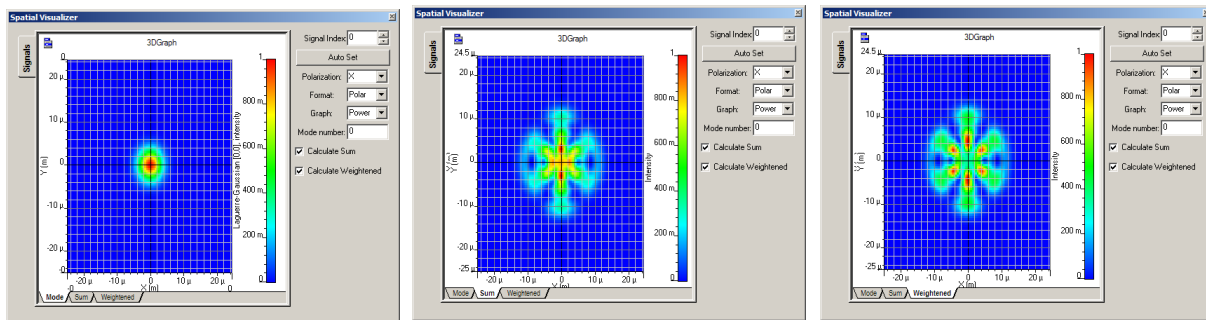 Spatial Visualizer
Signals
3DGraph
Signal Index: 0
Auto Set
Polarization: X
Format: Polar
Graph: Power
Mode number: 0
Calculate Sum
Calculate Weightened
Y [m]
20 µ
10 µ
0
-10 µ
-20 µ
-20 µ -10 µ 0 10 µ 20 µ
X [m]
1
800 m
600 m
400 m
200 m
0
Laguerre-Gaussian [0,0], Intensity
Mode Sum Weightened
Spatial Visualizer
Signals
3DGraph
Signal Index: 0
Auto Set
Polarization: X
Format: Polar
Graph: Power
Mode number: 0
Calculate Sum
Calculate Weightened
24.5 µ
20 µ
10 µ
0
-10 µ
-20 µ
-25 µ
-20 µ -10 µ 0 10 µ 20 µ
X [m]
1
800 m
600 m
400 m
200 m
0
Intensity
Mode Sum Weightened
Spatial Visualizer
Signals
3DGraph
Signal Index: 0
Auto Set
Polarization: X
Format: Polar
Graph: Power
Mode number: 0
Calculate Sum
Calculate Weightened
24.5 µ
20 µ
10 µ
0
-10 µ
-20 µ
-25 µ
-20 µ -10 µ 0 10 µ 20 µ
X [m]
1
800 m
600 m
400 m
200 m
0
Intensity
Mode Sum Weightened